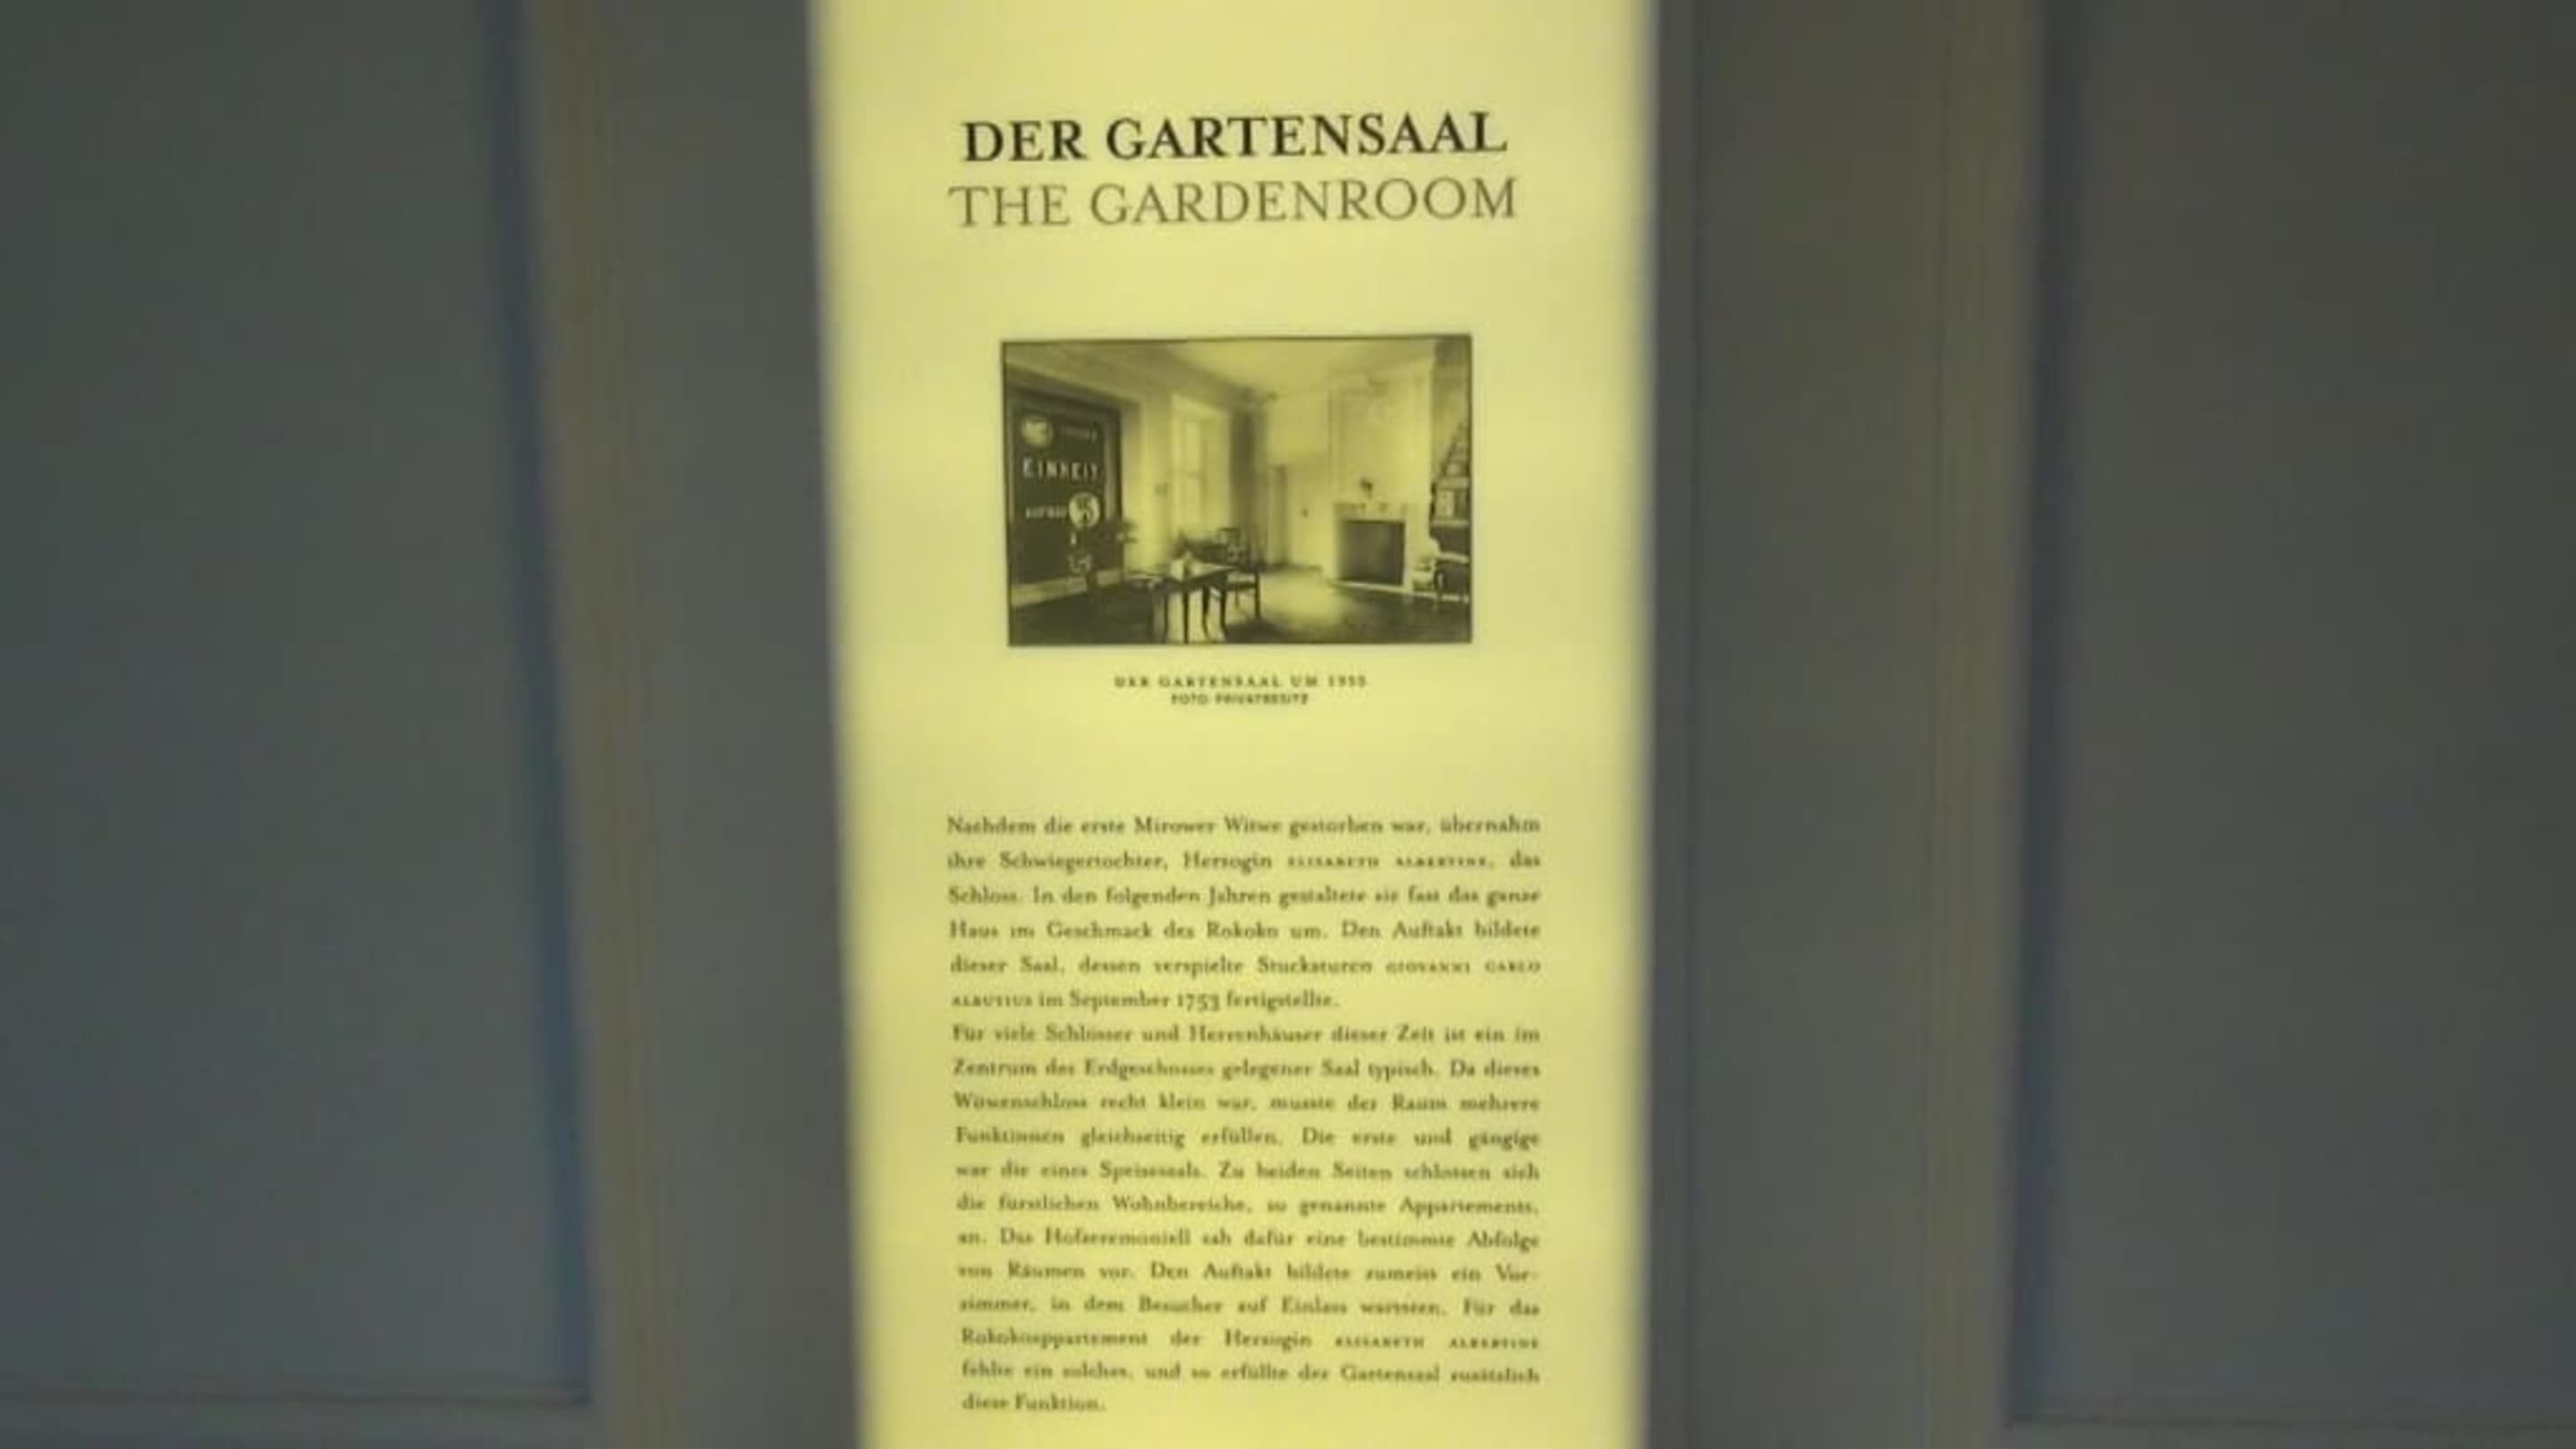 DER GARTENSAAL
THE GARDENROOM
EINHEIT
DER GARTENSAAL UM 1955
FOTO: PRIVATBESITZ
Nachdem die erste Mirower Witwe gestorben war, übernahm
ihre Schwiegertochter, Herzogin ELISABETH ALBERTINE, das
Schloss. In den folgenden Jahren gestaltete sie fast das ganze
Haus im Geschmack des Rokoko um. Den Auftakt bildete
dieser Saal, dessen verspielte Stuckaturen GIOVANNI CARLO
ALBUTIUS im September 1753 fertigstellte.
Für viele Schlösser und Herrenhäuser dieser Zeit ist ein im
Zentrum des Erdgeschosses gelegener Saal typisch. Da dieses
Witwenschloss recht klein war, musste der Raum mehrere
Funktionen gleichzeitig erfüllen. Die erste und gängige
war die eines Speisesaals. Zu beiden Seiten schlossen sich
die fürstlichen Wohnbereiche, so genannte Appartements,
an. Das Hofzeremoniell sah dafür eine bestimmte Abfolge
von Räumen vor. Den Auftakt bildete zumeist ein Vor-
zimmer, in dem Besucher auf Einlass warteten. Für das
Rokokoappartement der Herzogin ELISABETH ALBERTINE
fehlte ein solches, und so erfüllte der Gartensaal zusätzlich
diese Funktion.